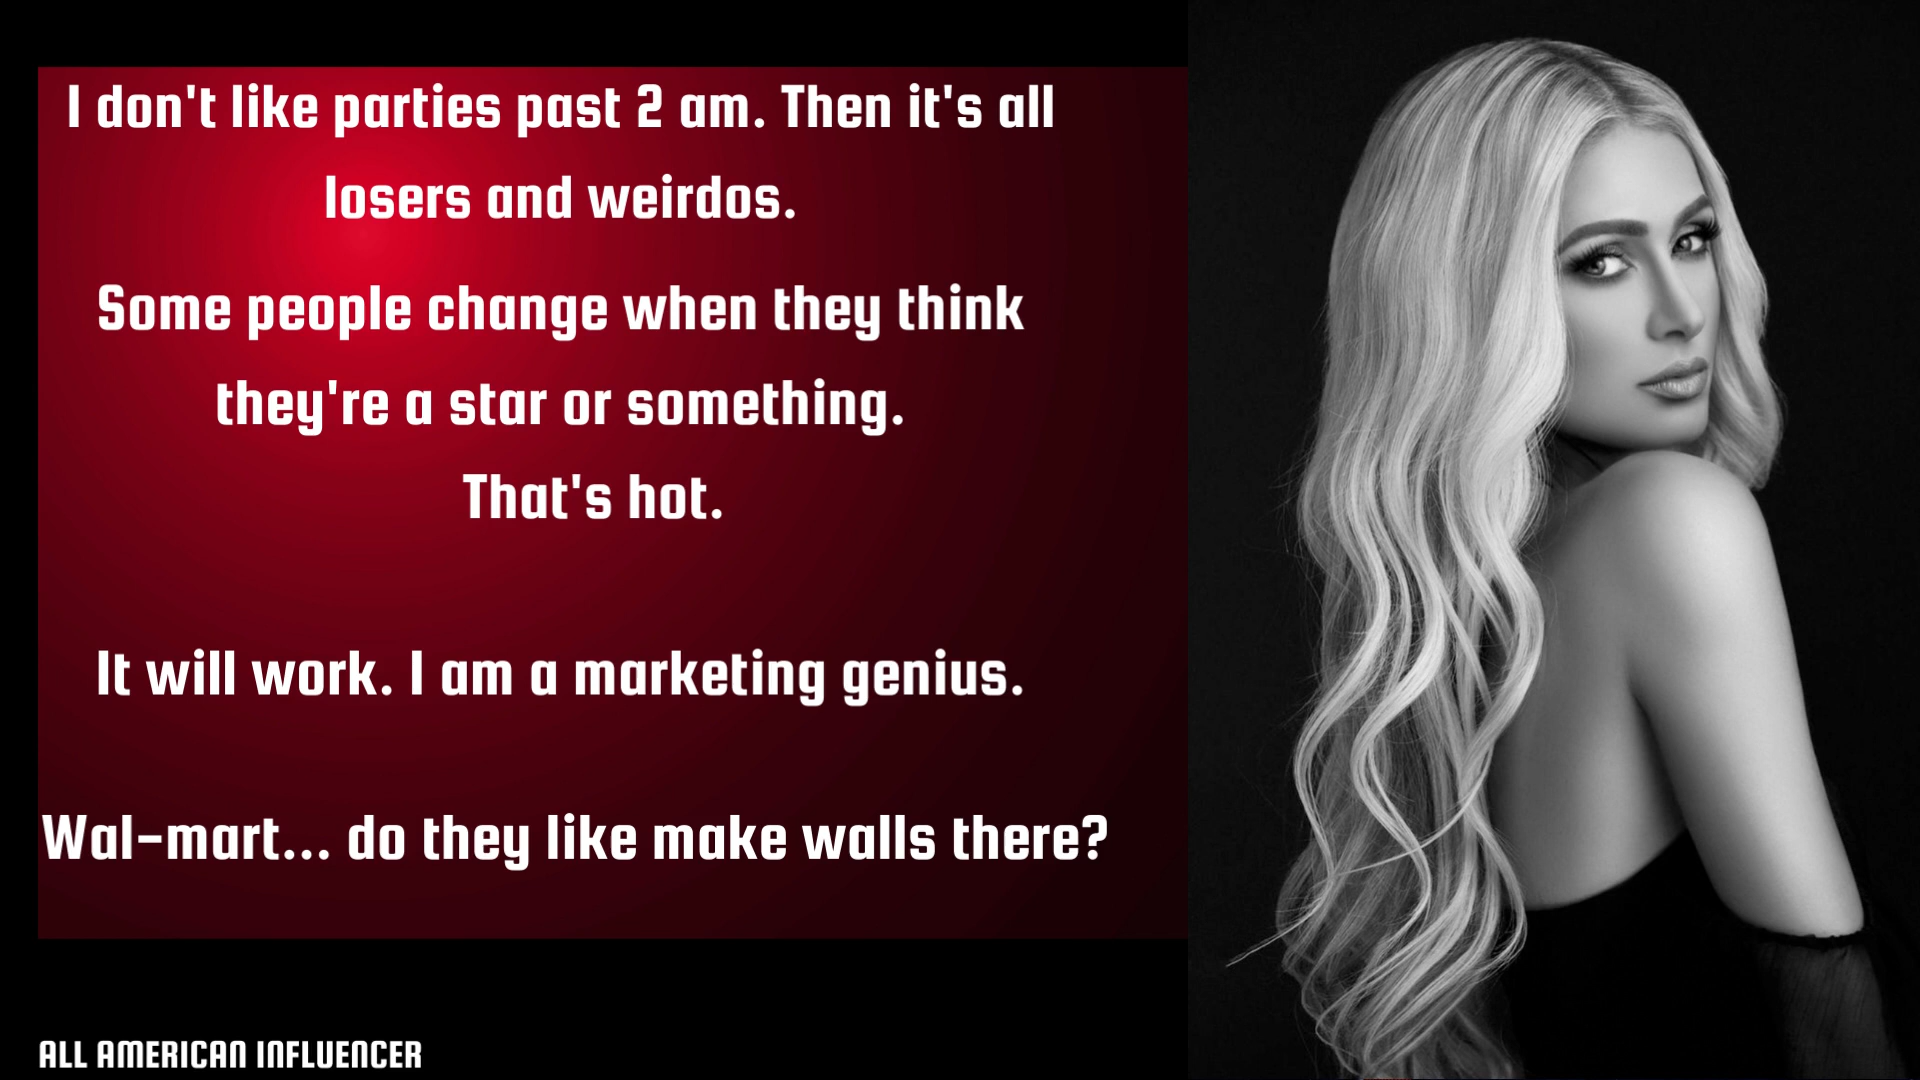 I don't like parties past 2 am. Then it's all
losers and weirdos.
Some people change when they think
they're a star or something.
That's hot.
It will work. I am a marketing genius.
Wal-mart... do they like make walls there?
ALL AMERICAN INFLUENCER